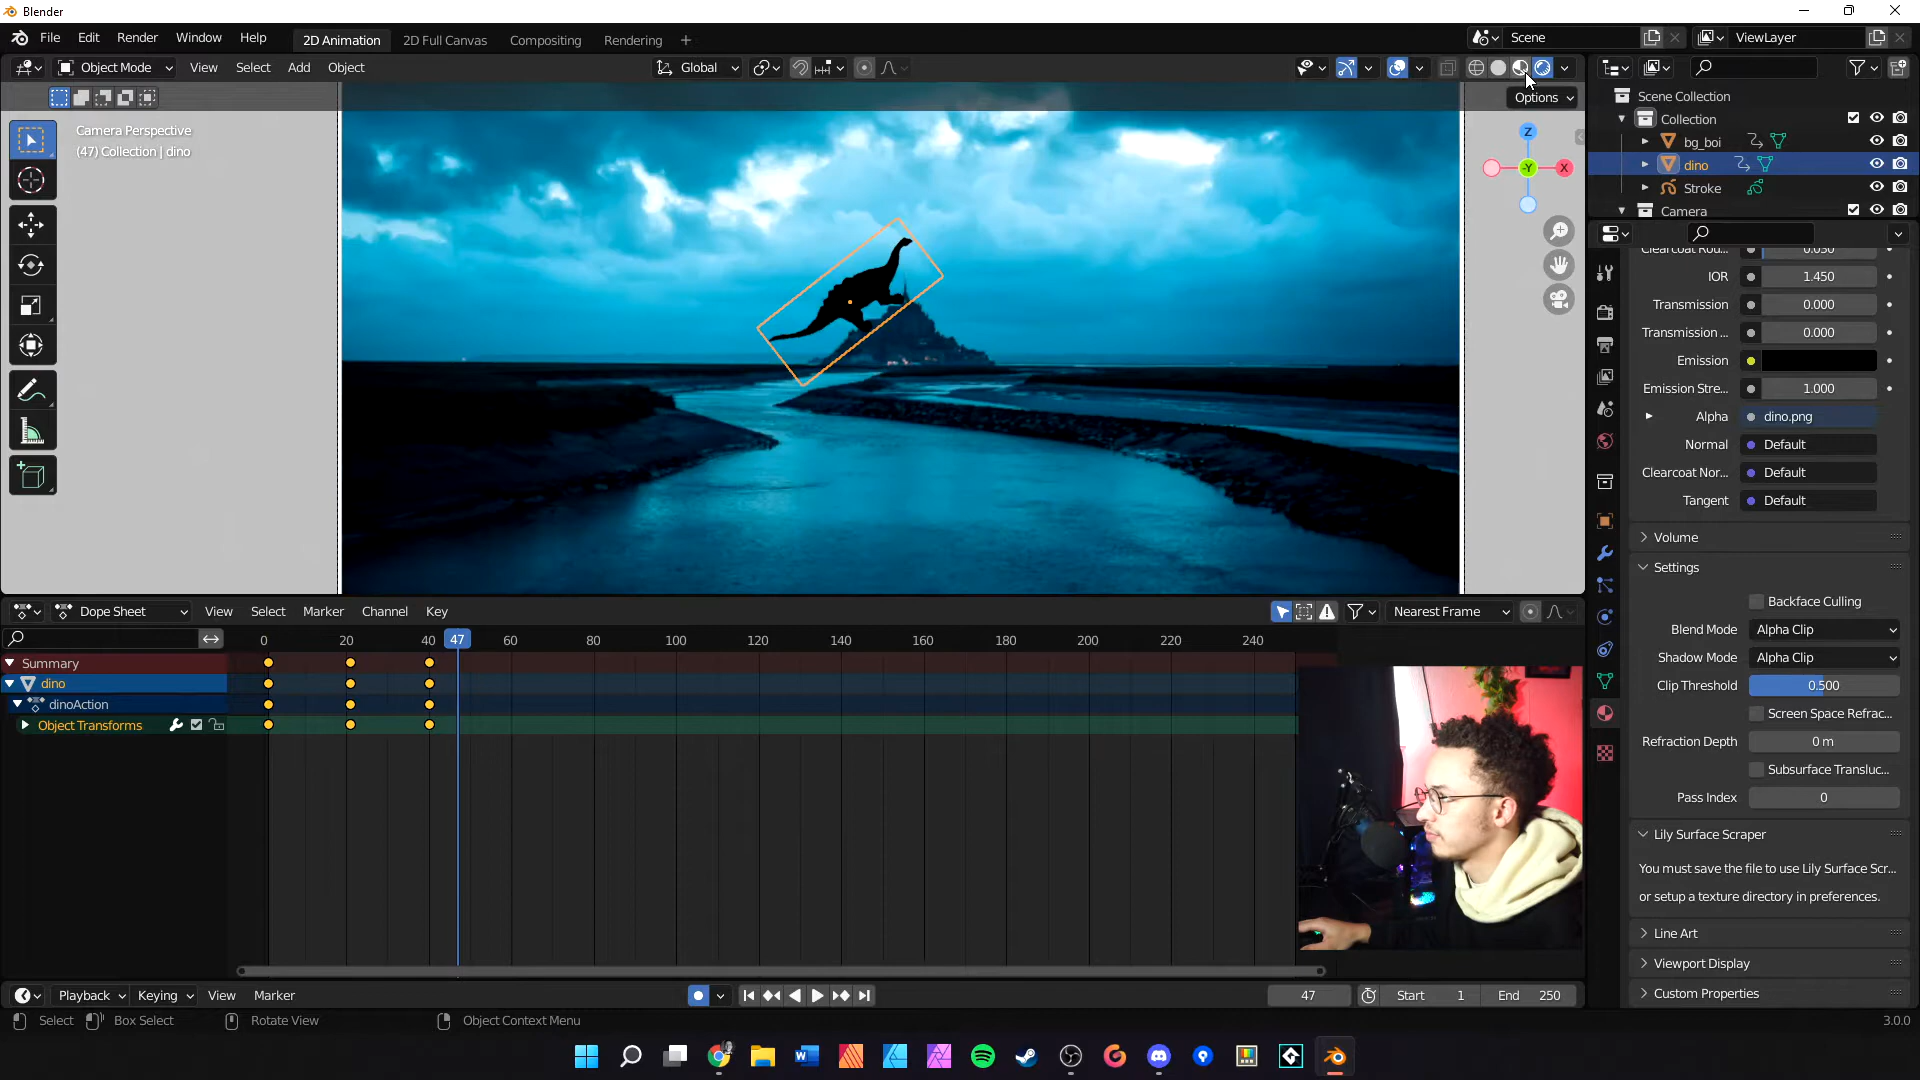 Blender
File Edit Render Window Help 2D Animation 2D Full Canvas Compositing Rendering + Scene ViewLayer
Object Mode View Select Add Object Global
Options
Camera Perspective
(47) Collection | dino
Z
-Y X
Scene Collection
Collection
bg_boi
dino
Stroke
Camera
IOR 1.450
Transmission 0.000
Transmission ... 0.000
Emission
Emission Stre... 1.000
Alpha dino.png
Normal Default
Clearcoat Nor... Default
Tangent Default
Volume
Settings
Backface Culling
Blend Mode Alpha Clip
Shadow Mode Alpha Clip
Clip Threshold 0.500
Screen Space Refrac...
Refraction Depth 0 m
Subsurface Transluc...
Pass Index 0
Lily Surface Scraper
You must save the file to use Lily Surface Scr...
or setup a texture directory in preferences.
Line Art
Viewport Display
Custom Properties
Dope Sheet View Select Marker Channel Key Nearest Frame
0 20 40 47 60 80 100 120 140 160 180 200 220 240
Summary
dino
dinoAction
Object Transforms
Playback Keying View Marker 47 Start 1 End 250
Select Box Select Rotate View Object Context Menu 3.0.0